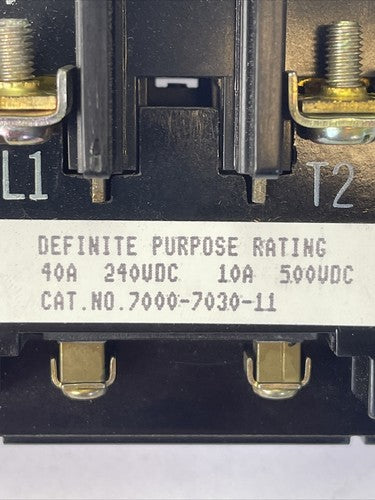 L1 T2
DEFINITE PURPOSE RATING
40A 240VDC 10A 500VDC
CAT.NO.7000-7030-11